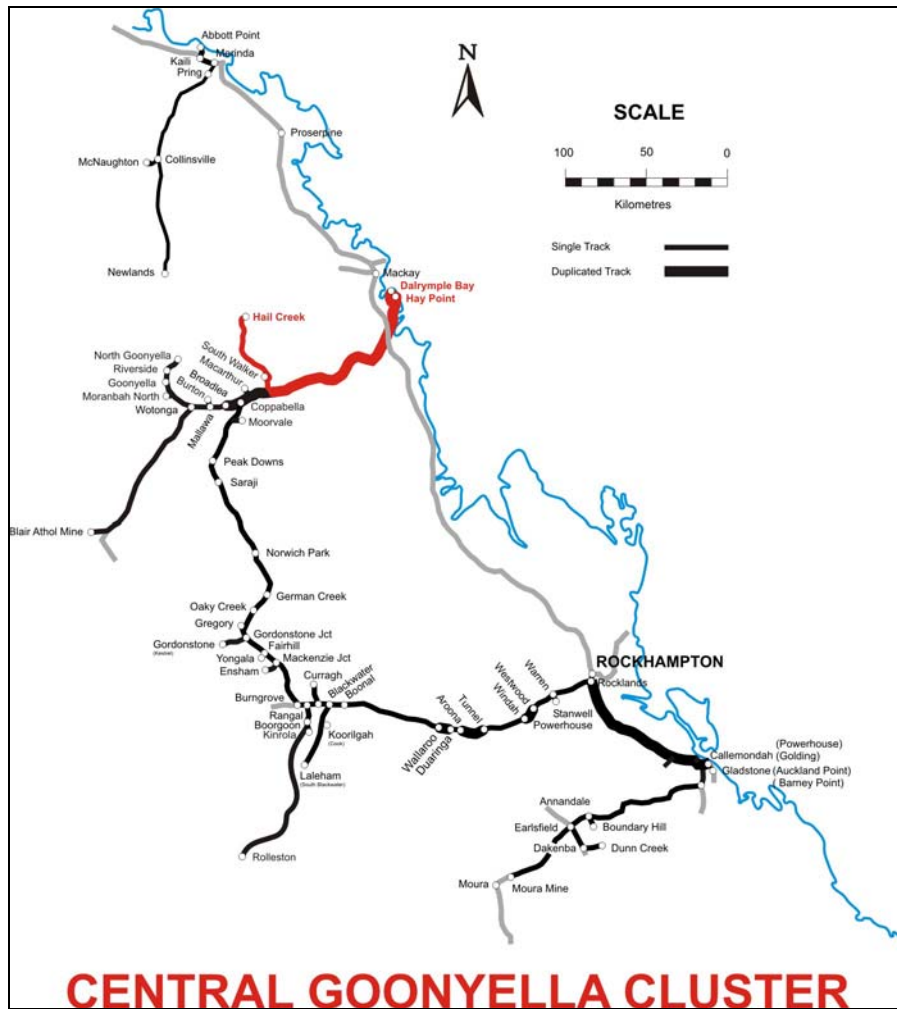 Abbott Point
Kaili
Merinda
Pring
N
SCALE
100
50
0
Kilometres
Proserpine
McNaughton
Collinsville
Single Track
Duplicated Track
Newlands
Mackay
Dalrymple Bay
Hay Point
Hail Creek
North Goonyella
Riverside
Goonyella
Moranbah North
Wotonga
South Walker
Macarthur
Broadlea
Burton
Mallawa
Coppabella
Moorvale
Peak Downs
Saraji
Blair Athol Mine
Norwich Park
German Creek
Oaky Creek
Gregory
Gordonstone
(Kestrel)
Gordonstone Jct
Fairhill
Yongala
Mackenzie Jct
Ensham
Curragh
Burngrove
Blackwater
Boonal
Rangal
Boorgoon
Kinrola
Koorilgah
(Cook)
Laleham
(South Blackwater)
Rolleston
Wallaroo
Duaringa
Aroona
Tunnel
Windah
Westwood
Warren
Powerhouse
Stanwell
ROCKHAMPTON
Rocklands
Callemondah (Powerhouse)
(Golding)
Gladstone (Auckland Point)
( Barney Point)
Annandale
Earlsfield
Boundary Hill
Dakenba
Dunn Creek
Moura
Moura Mine
CENTRAL GOONYELLA CLUSTER